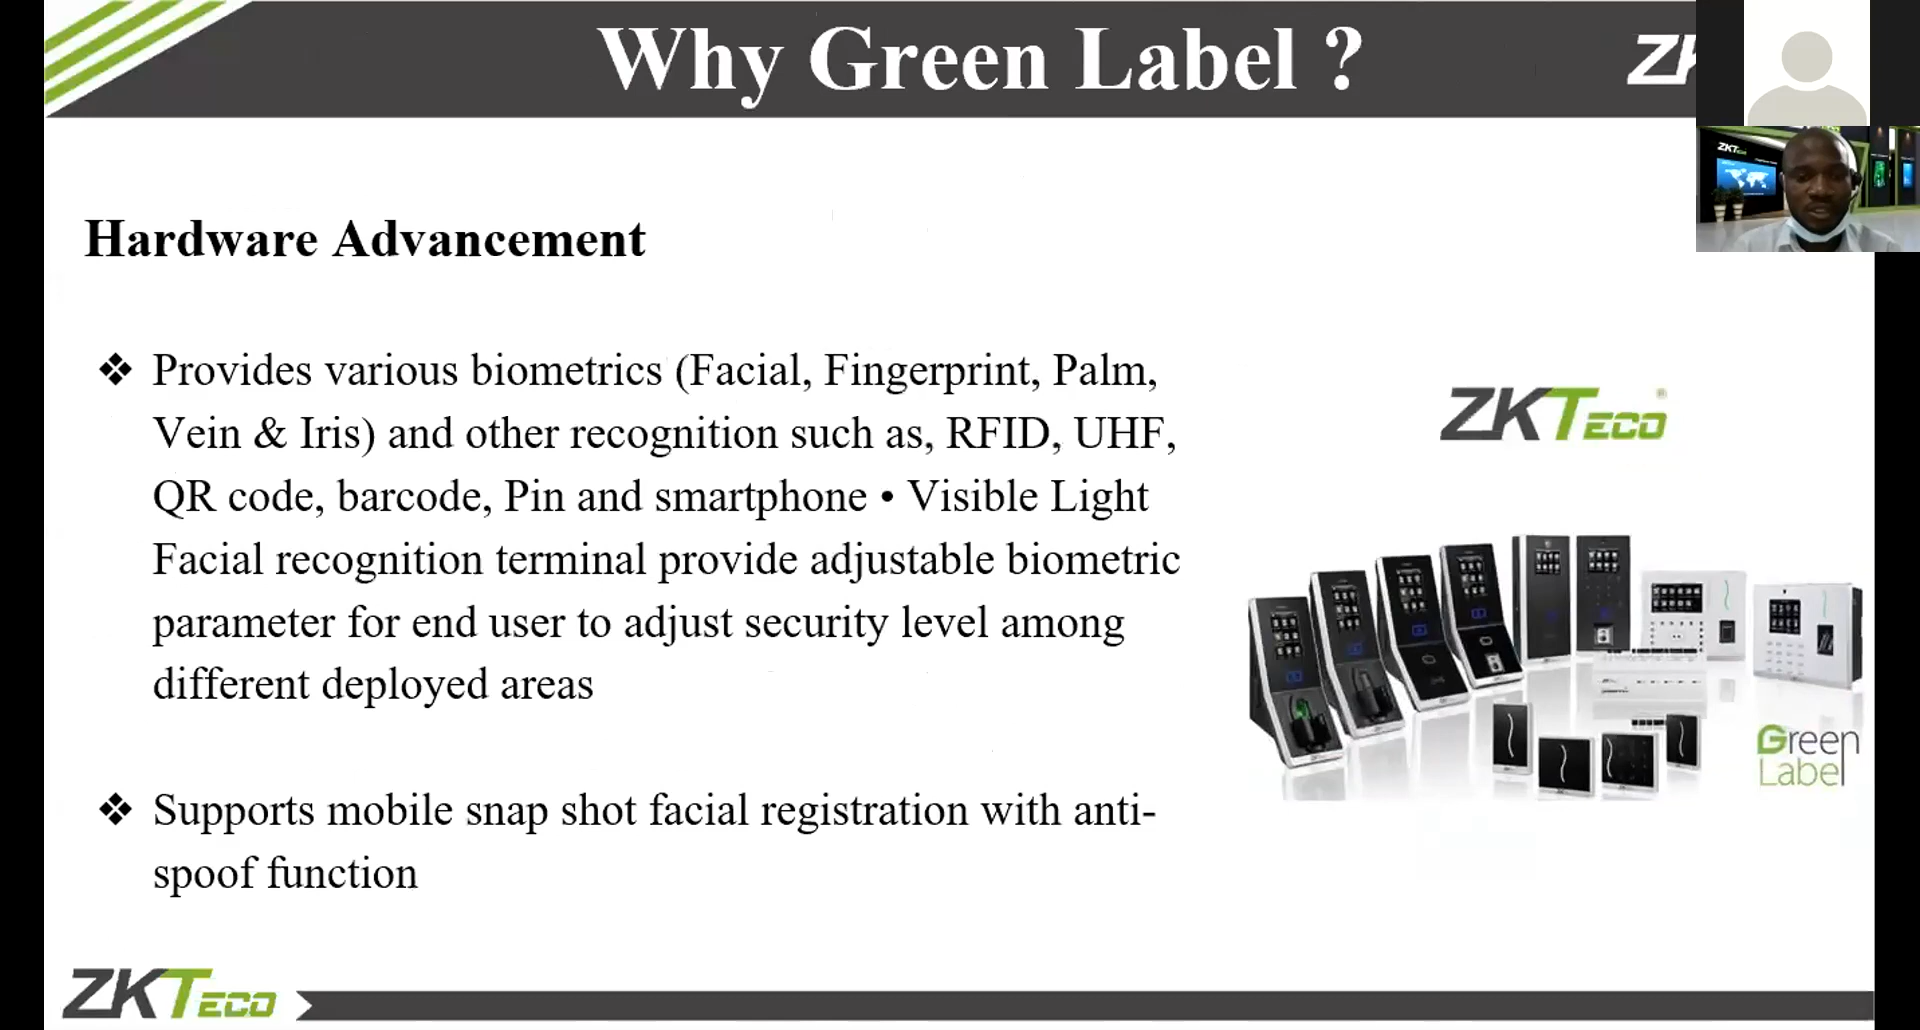 Why Green Label ?
ZK
ZKTeco
Hardware Advancement
❖ Provides various biometrics (Facial, Fingerprint, Palm,
Vein & Iris) and other recognition such as, RFID, UHF,
QR code, barcode, Pin and smartphone • Visible Light
Facial recognition terminal provide adjustable biometric
parameter for end user to adjust security level among
different deployed areas
❖ Supports mobile snap shot facial registration with anti-
spoof function
ZKTECO®
Green
Label
ZKTECO